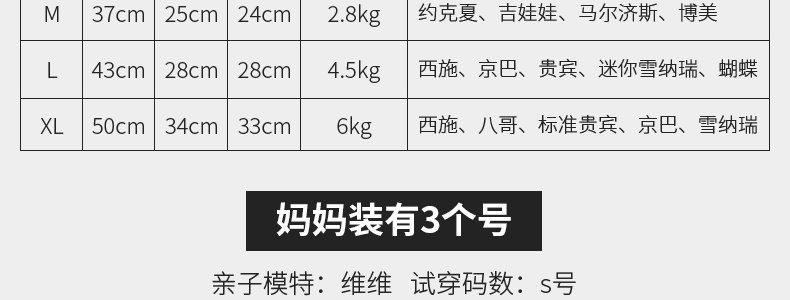 M 37cm 25cm 24cm 2.8kg 约克夏、吉娃娃、马尔济斯、博美
L 43cm 28cm 28cm 4.5kg 西施、京巴、贵宾、迷你雪纳瑞、蝴蝶
XL 50cm 34cm 33cm 6kg 西施、八哥、标准贵宾、京巴、雪纳瑞
妈妈装有3个号
亲子模特：维维 试穿码数：s号